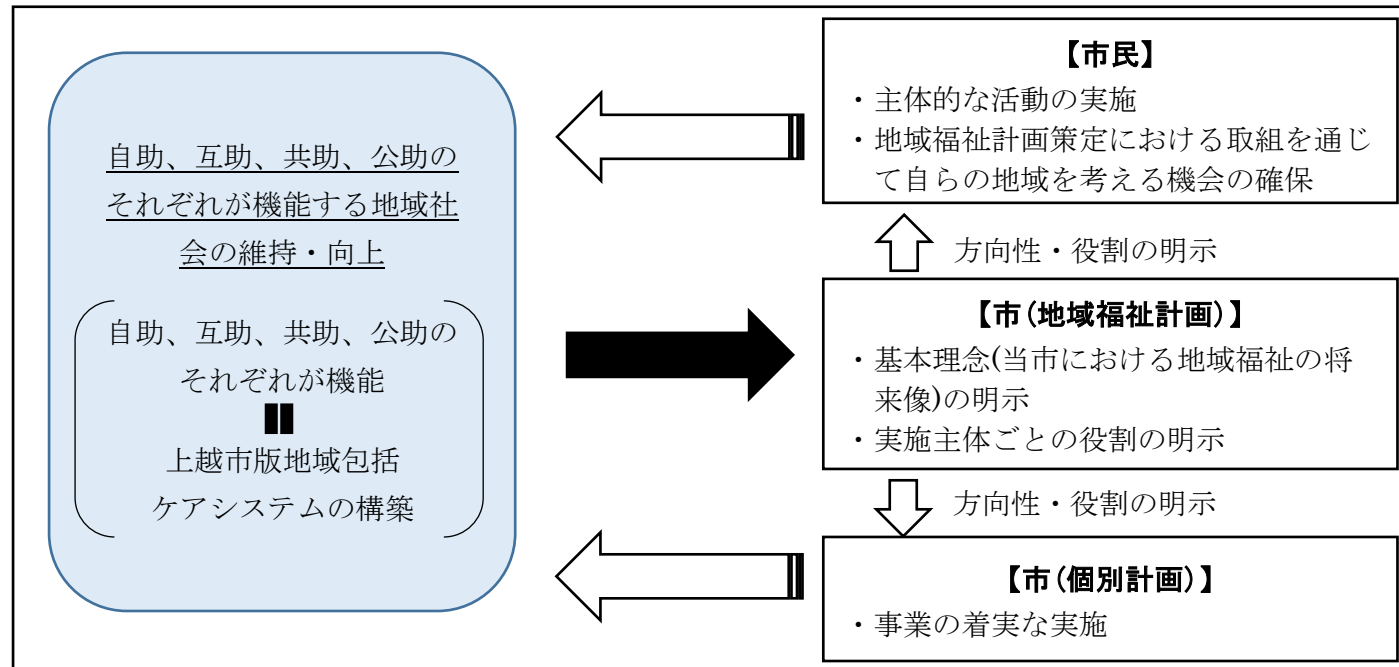 自助、互助、共助、公助の
それぞれが機能する地域社
会の維持・向上
自助、互助、共助、公助の
それぞれが機能
上越市版地域包括
ケアシステムの構築
【市民】
・主体的な活動の実施
・地域福祉計画策定における取組を通じ
て自らの地域を考える機会の確保
方向性・役割の明示
【市(地域福祉計画)】
・基本理念(当市における地域福祉の将
来像)の明示
・実施主体ごとの役割の明示
方向性・役割の明示
【市(個別計画)】
・事業の着実な実施